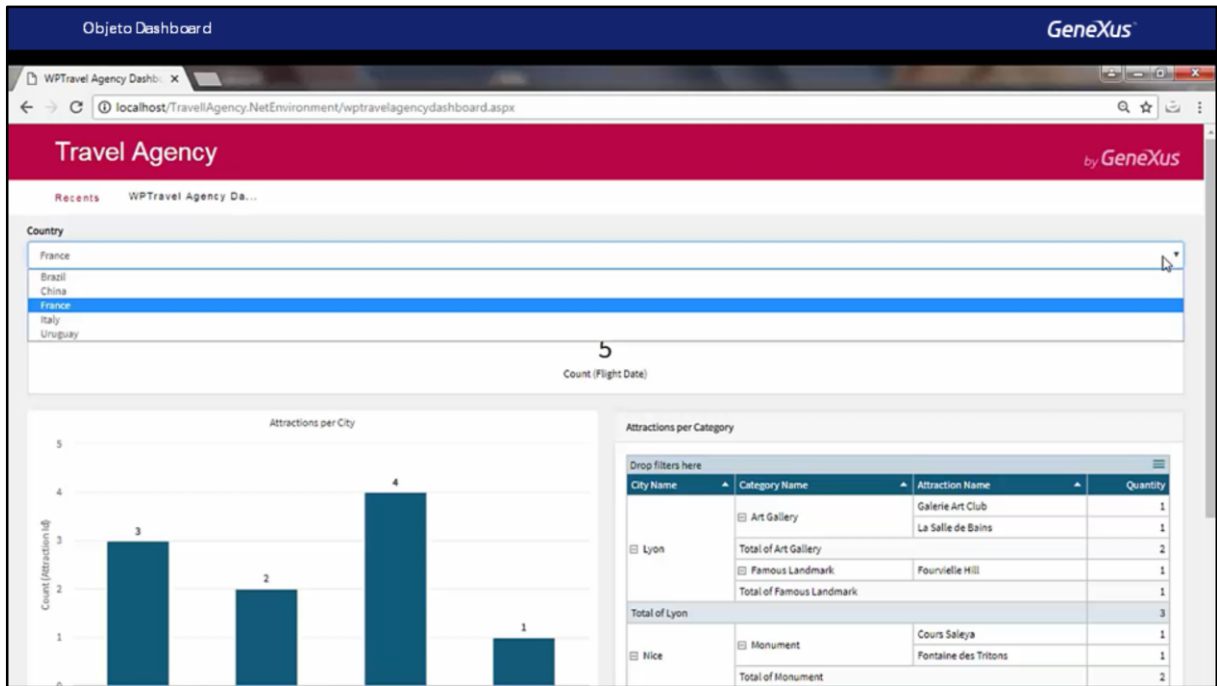 Objeto Dashboard
GeneXus
WPTravel Agency Dashbo
localhost/TravellAgency.NetEnvironment/wptravelagencydashboard.aspx
Travel Agency
by GeneXus
Recents WPTravel Agency Da...
Country
France
Brazil
China
France
Italy
Uruguay
5
Count (Flight Date)
Attractions per City
Count (Attraction Id)
5
4
3
2
1
0
3
2
4
1
Attractions per Category
Drop filters here
City Name Category Name Attraction Name Quantity
Lyon Art Gallery Galerie Art Club 1
La Salle de Bains 1
Total of Art Gallery 2
Famous Landmark Fourvielle Hill 1
Total of Famous Landmark 1
Total of Lyon 3
Nice Monument Cours Saleya 1
Fontaine des Tritons 1
Total of Monument 2